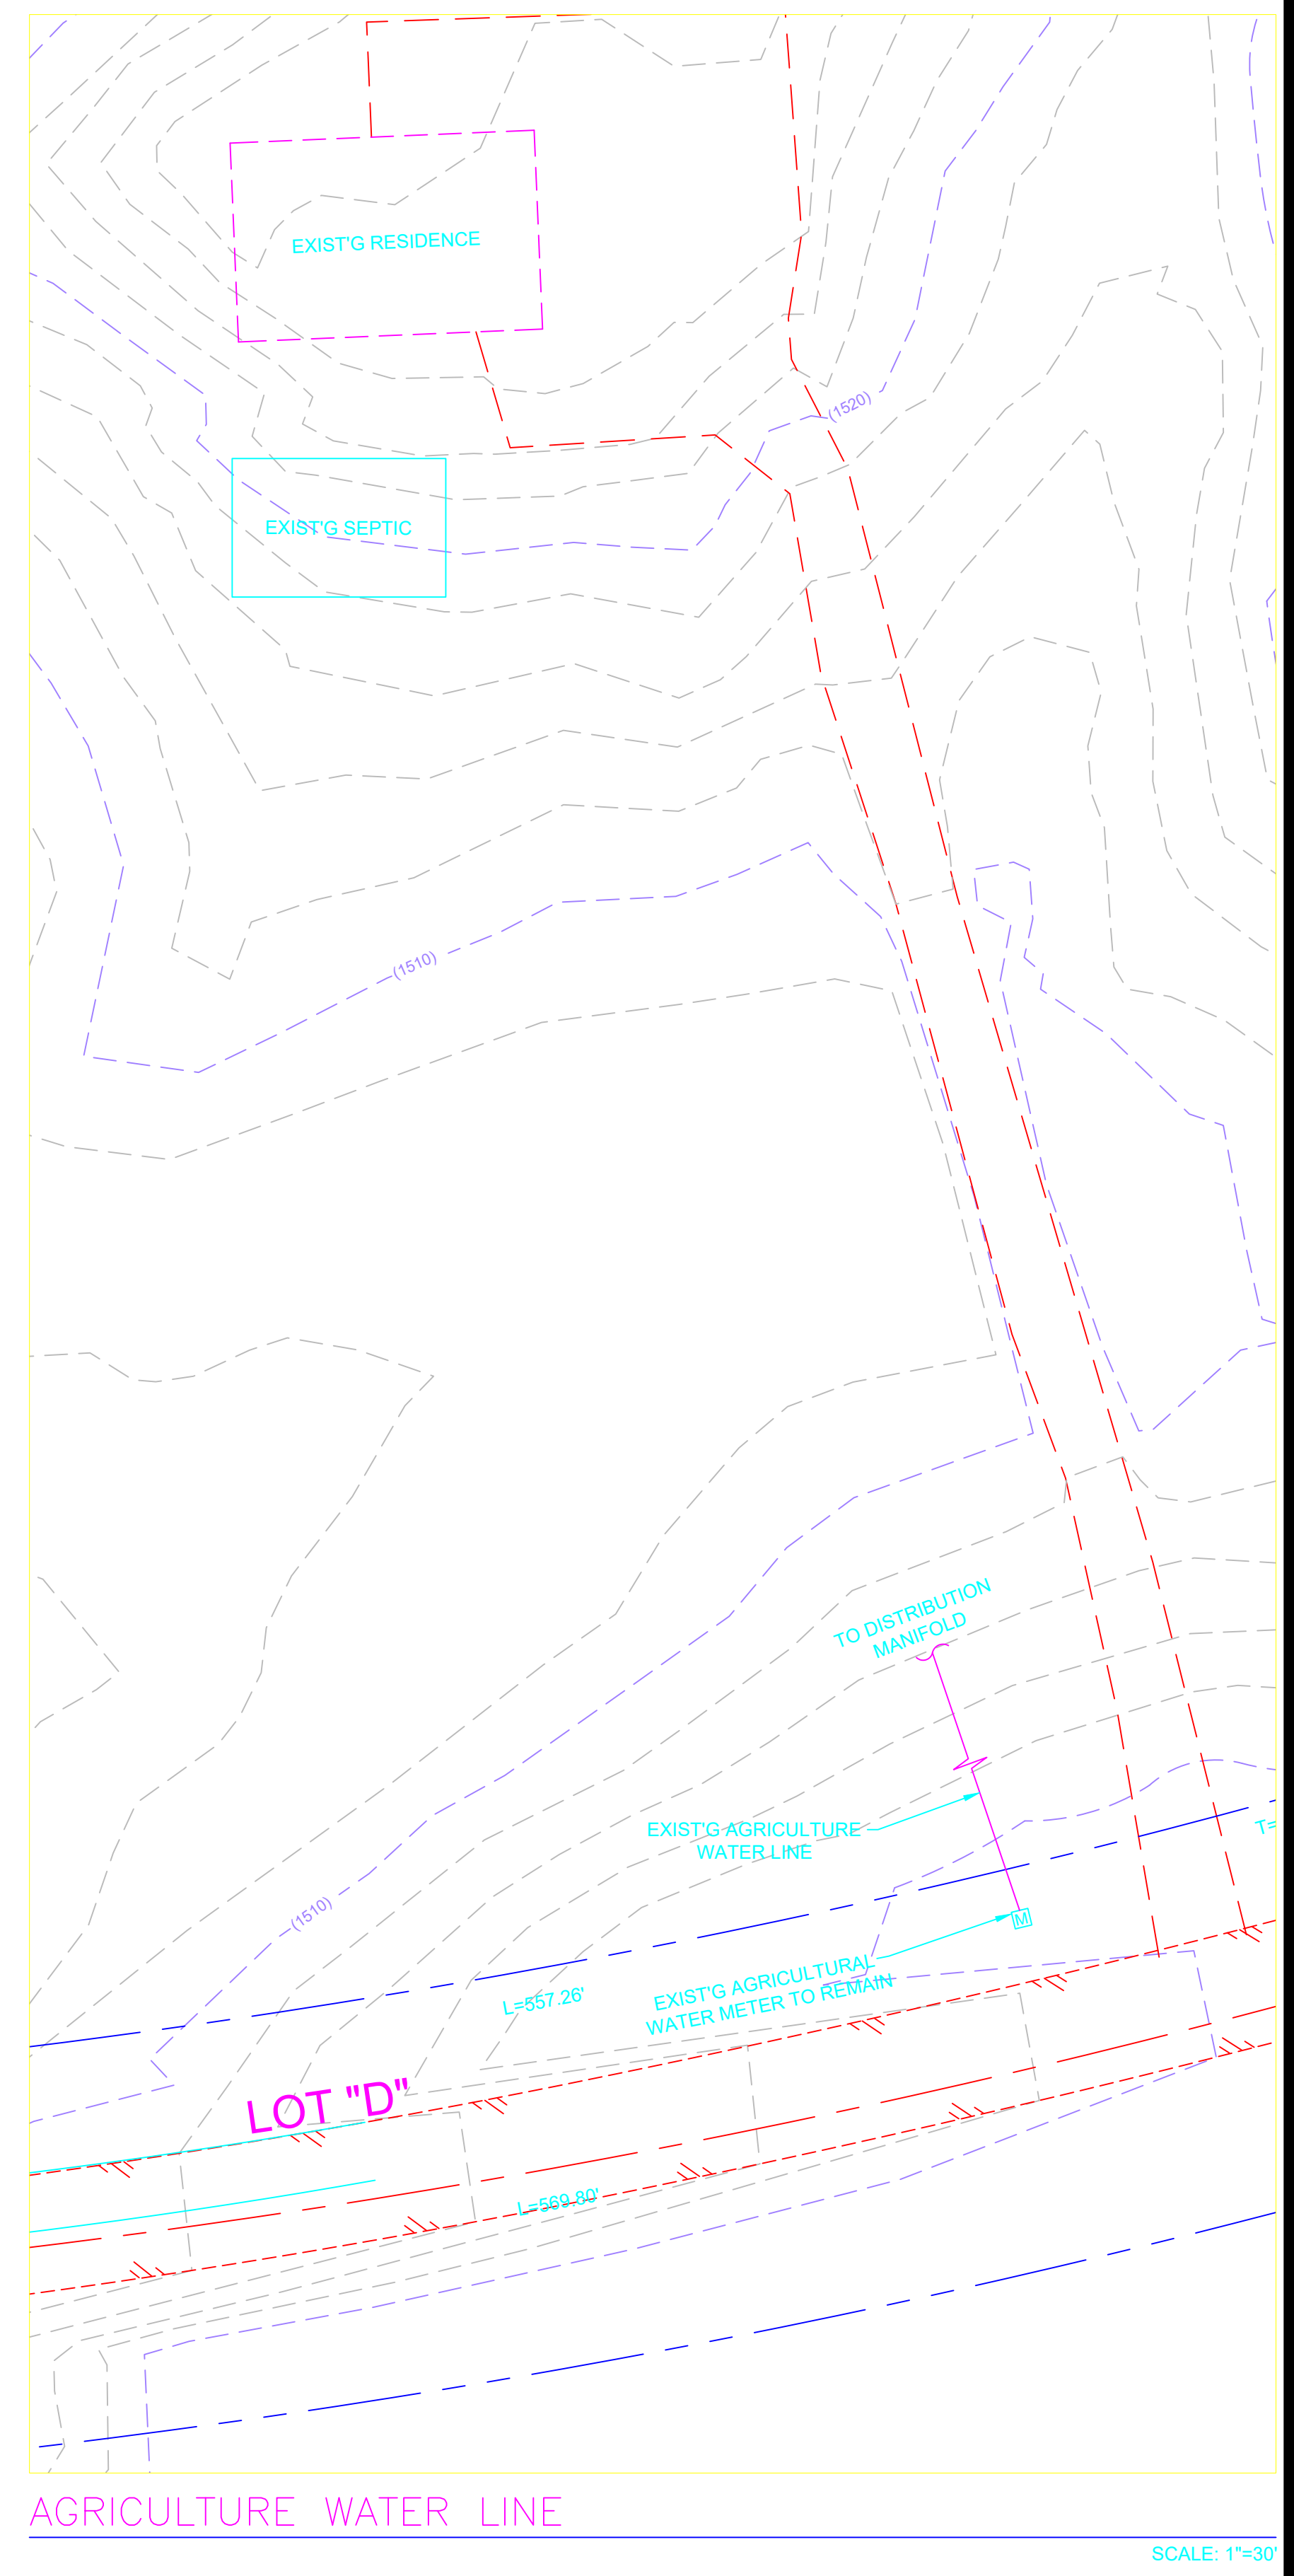 EXIST'G RESIDENCE
(1520)
EXIST'G SEPTIC
(1510)
TO DISTRIBUTION
MANIFOLD
EXIST'G AGRICULTURE
WATER LINE
T=
(1510)
M
EXIST'G AGRICULTURAL
WATER METER TO REMAIN
L=557.26'
LOT "D"
L=569.80'
AGRICULTURE WATER LINE
SCALE: 1"=30'